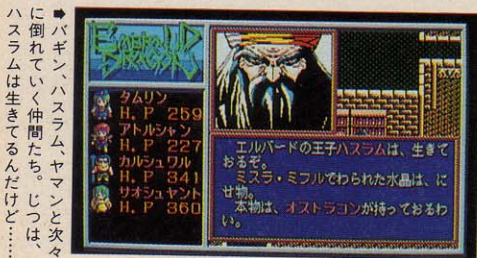 ➡バギン、ハスラム、ヤマンと次々
に倒れていく仲間たち。じつは、
ハスラムは生きてるんだけど……
EMERALD
DRAGON
タムリン
H.P 259
アトルシャン
H.P 227
カルシュワル
H.P 341
サオシュヤント
H.P 360
エルバードの王子ハスラムは、生きて
おるぞ。
ミスラ・ミフルでわられた水晶は、に
せ物。
本物は、オストラコンが持っておるわ
い。